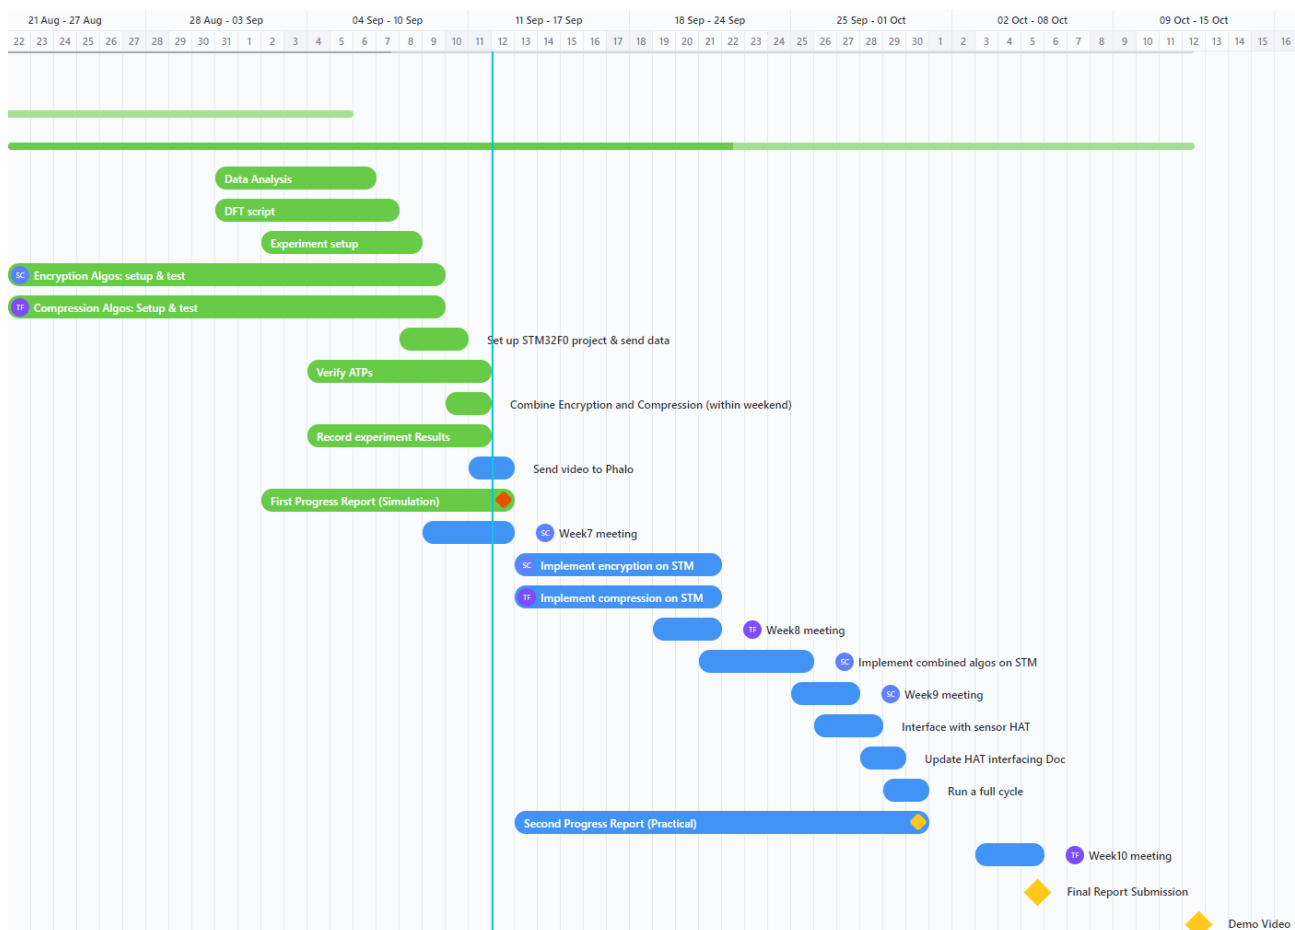 21 Aug - 27 Aug 28 Aug - 03 Sep 04 Sep - 10 Sep 11 Sep - 17 Sep 18 Sep - 24 Sep 25 Sep - 01 Oct 02 Oct - 08 Oct 09 Oct - 15 Oct
22 23 24 25 26 27 28 29 30 31 1 2 3 4 5 6 7 8 9 10 11 12 13 14 15 16 17 18 19 20 21 22 23 24 25 26 27 28 29 30 1 2 3 4 5 6 7 8 9 10 11 12 13 14 15 16
Data Analysis
DFT script
Experiment setup
SC Encryption Algos: setup & test
TF Compression Algos: Setup & test
Set up STM32F0 project & send data
Verify ATPs
Combine Encryption and Compression (within weekend)
Record experiment Results
Send video to Phalo
First Progress Report (Simulation)
SC Week7 meeting
SC Implement encryption on STM
TF Implement compression on STM
TF Week8 meeting
SC Implement combined algos on STM
SC Week9 meeting
Interface with sensor HAT
Update HAT interfacing Doc
Run a full cycle
Second Progress Report (Practical)
TF Week10 meeting
Final Report Submission
Demo Video